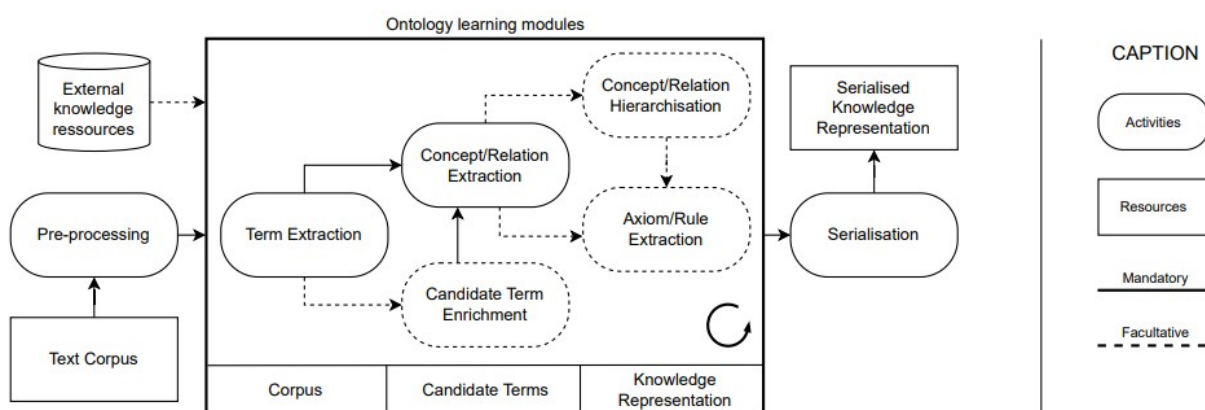 Ontology learning modules
External
knowledge
ressources
Pre-processing
Text Corpus
Term Extraction
Concept/Relation
Extraction
Candidate Term
Enrichment
Concept/Relation
Hierarchisation
Axiom/Rule
Extraction
Corpus
Candidate Terms
Knowledge
Representation
Serialised
Knowledge
Representation
Serialisation
CAPTION
Activities
Resources
Mandatory
Facultative